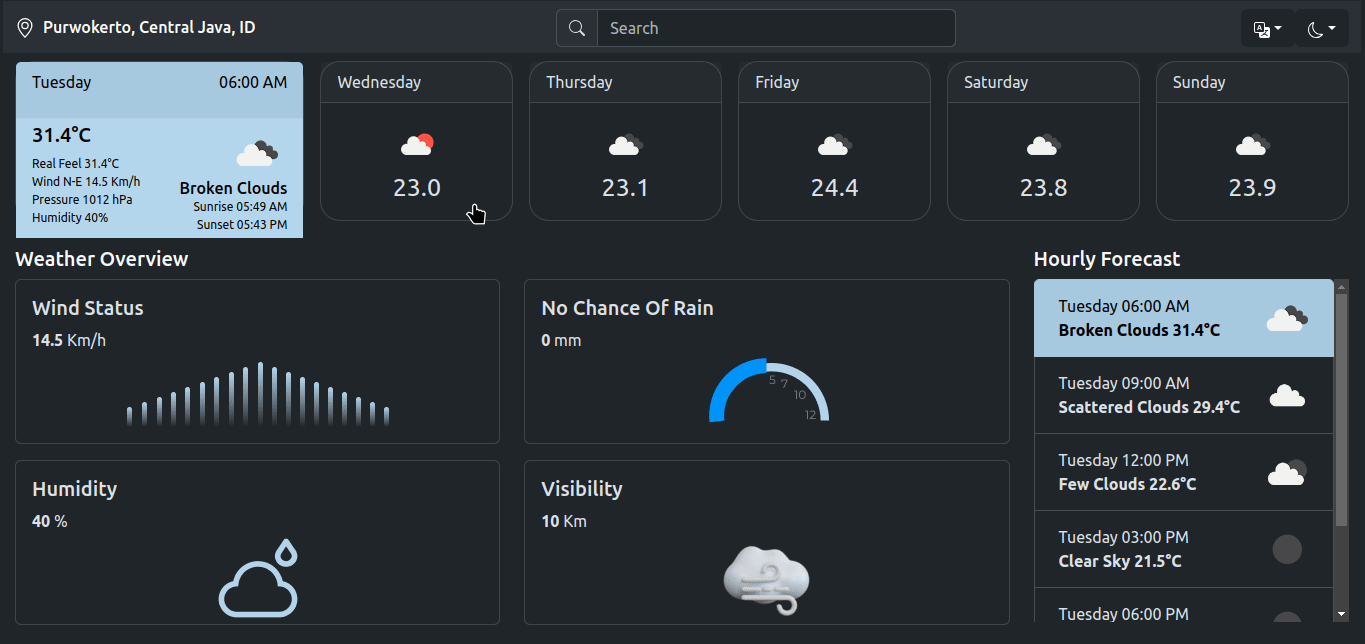 Purwokerto, Central Java, ID
Search
Tuesday 06:00 AM
31.4°C
Real Feel 31.4°C
Wind N-E 14.5 Km/h
Pressure 1012 hPa
Humidity 40%
Broken Clouds
Sunrise 05:49 AM
Sunset 05:43 PM
Wednesday
23.0
Thursday
23.1
Friday
24.4
Saturday
23.8
Sunday
23.9
Weather Overview
Wind Status
14.5 Km/h
No Chance Of Rain
0 mm
5
7
10
12
Humidity
40 %
Visibility
10 Km
Hourly Forecast
Tuesday 06:00 AM
Broken Clouds 31.4°C
Tuesday 09:00 AM
Scattered Clouds 29.4°C
Tuesday 12:00 PM
Few Clouds 22.6°C
Tuesday 03:00 PM
Clear Sky 21.5°C
Tuesday 06:00 PM